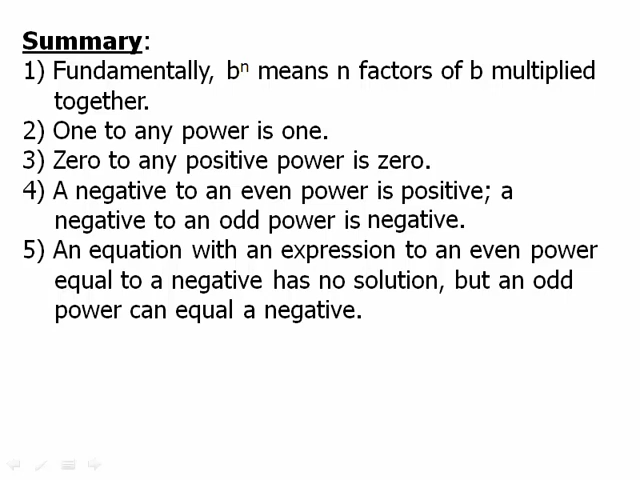 Summary:
1) Fundamentally, bⁿ means n factors of b multiplied
together.
2) One to any power is one.
3) Zero to any positive power is zero.
4) A negative to an even power is positive; a
negative to an odd power is negative.
5) An equation with an expression to an even power
equal to a negative has no solution, but an odd
power can equal a negative.